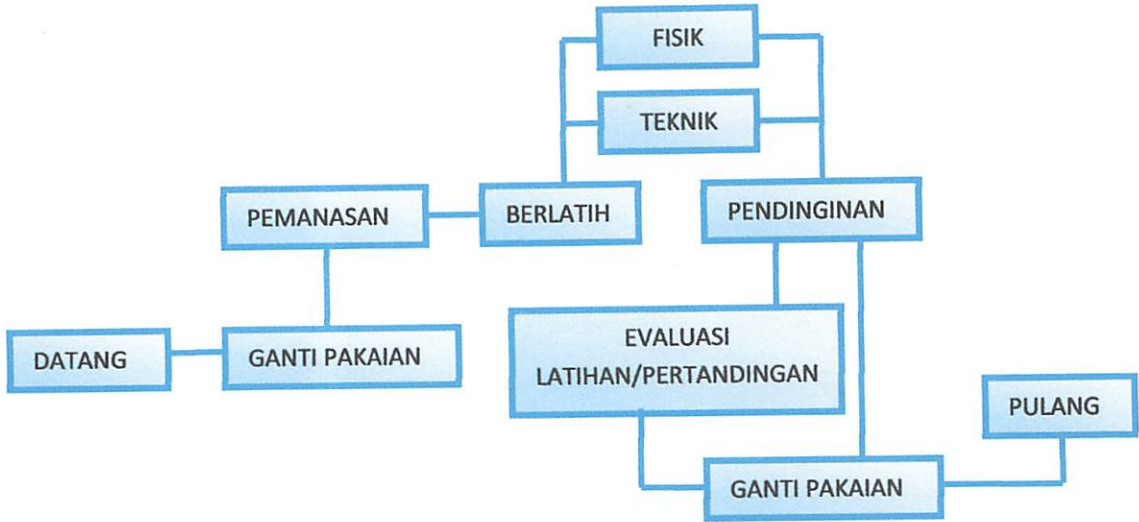 FISIK
TEKNIK
PEMANASAN
BERLATIH
PENDINGINAN
DATANG
GANTI PAKAIAN
EVALUASI
LATIHAN/PERTANDINGAN
PULANG
GANTI PAKAIAN